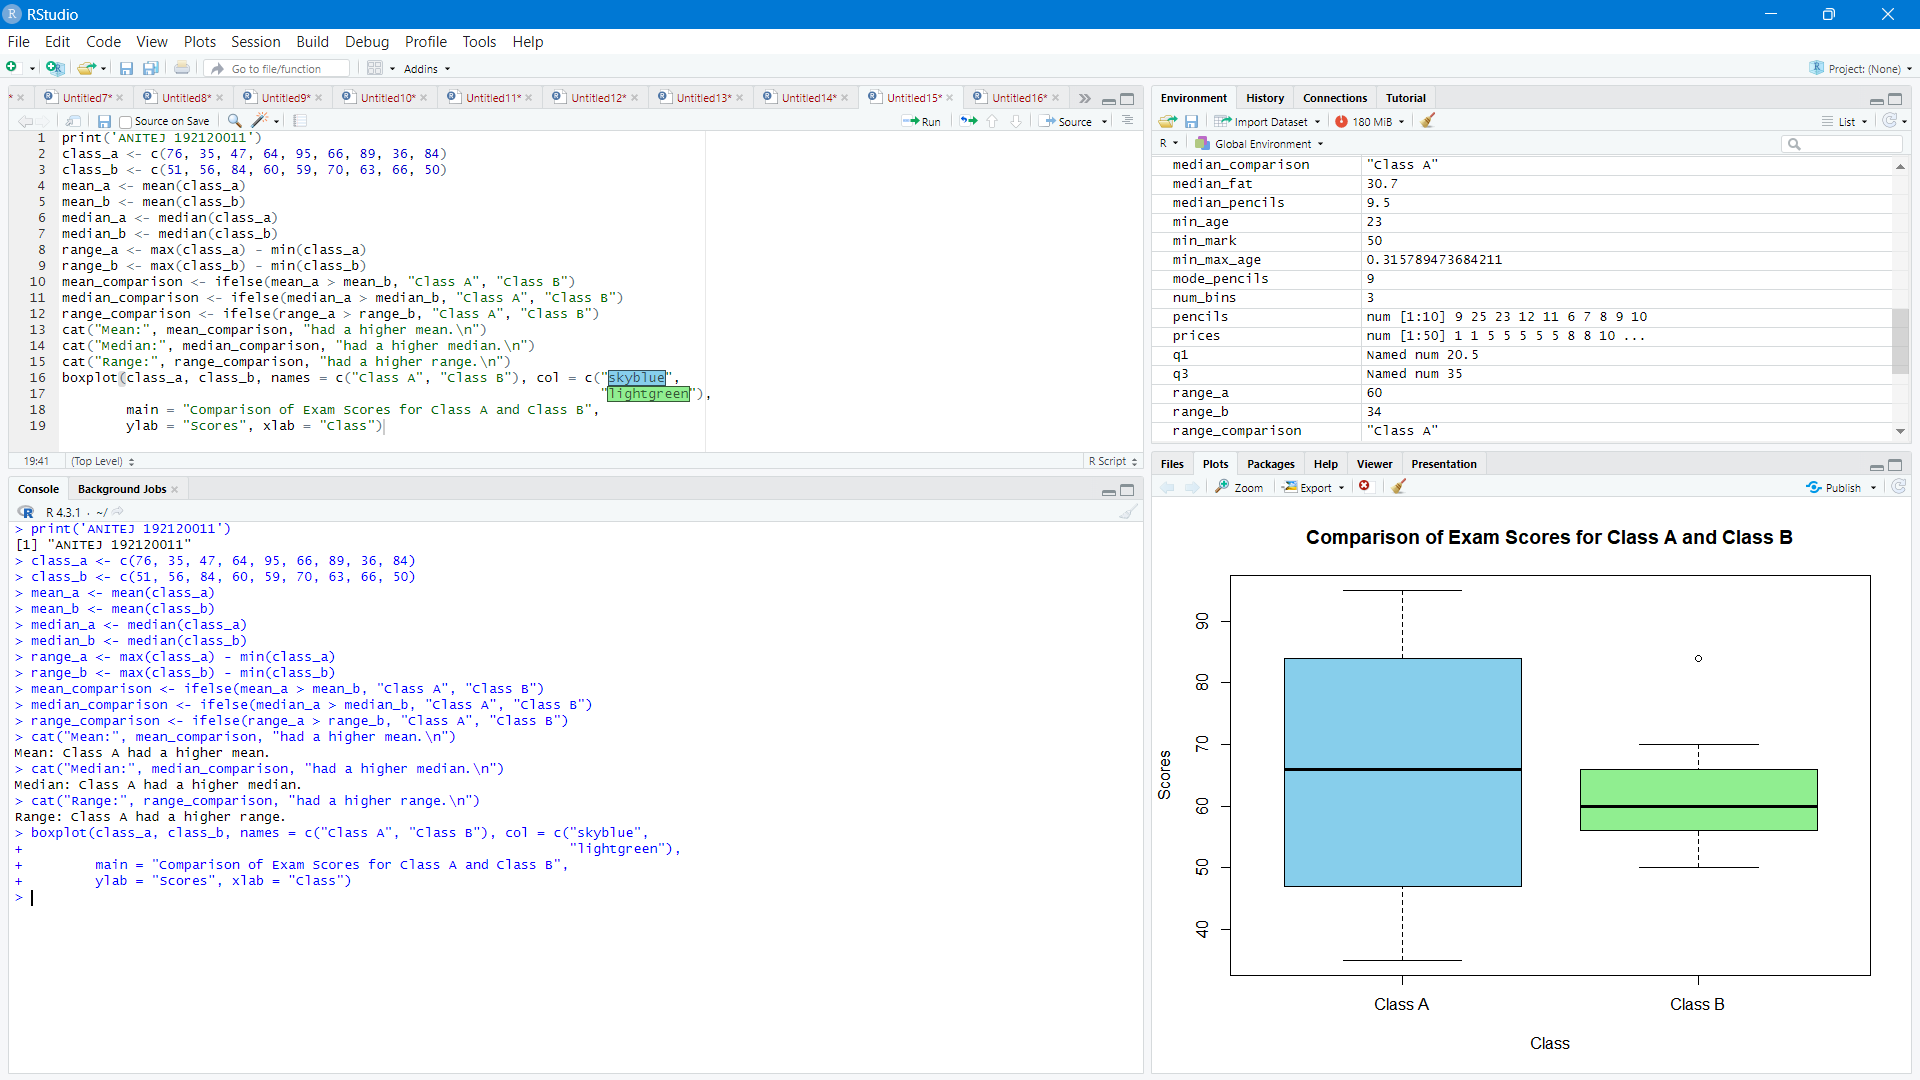 RStudio
File Edit Code View Plots Session Build Debug Profile Tools Help
Go to file/function Addins Project: (None)
Untitled7* Untitled8* Untitled9* Untitled10* Untitled11* Untitled12* Untitled13* Untitled14* Untitled15* Untitled16*
Source on Save Run Source
1 print('ANITEJ 192120011')
2 class_a <- c(76, 35, 47, 64, 95, 66, 89, 36, 84)
3 class_b <- c(51, 56, 84, 60, 59, 70, 63, 66, 50)
4 mean_a <- mean(class_a)
5 mean_b <- mean(class_b)
6 median_a <- median(class_a)
7 median_b <- median(class_b)
8 range_a <- max(class_a) - min(class_a)
9 range_b <- max(class_b) - min(class_b)
10 mean_comparison <- ifelse(mean_a > mean_b, "Class A", "Class B")
11 median_comparison <- ifelse(median_a > median_b, "Class A", "Class B")
12 range_comparison <- ifelse(range_a > range_b, "Class A", "Class B")
13 cat("Mean:", mean_comparison, "had a higher mean.\n")
14 cat("Median:", median_comparison, "had a higher median.\n")
15 cat("Range:", range_comparison, "had a higher range.\n")
16 boxplot(class_a, class_b, names = c("Class A", "Class B"), col = c("skyblue",
17 "lightgreen"),
18 main = "Comparison of Exam Scores for Class A and Class B",
19 ylab = "Scores", xlab = "Class")
19:41 (Top Level) R Script
Console Background Jobs
R 4.3.1 · ~/
> print('ANITEJ 192120011')
[1] "ANITEJ 192120011"
> class_a <- c(76, 35, 47, 64, 95, 66, 89, 36, 84)
> class_b <- c(51, 56, 84, 60, 59, 70, 63, 66, 50)
> mean_a <- mean(class_a)
> mean_b <- mean(class_b)
> median_a <- median(class_a)
> median_b <- median(class_b)
> range_a <- max(class_a) - min(class_a)
> range_b <- max(class_b) - min(class_b)
> mean_comparison <- ifelse(mean_a > mean_b, "Class A", "Class B")
> median_comparison <- ifelse(median_a > median_b, "Class A", "Class B")
> range_comparison <- ifelse(range_a > range_b, "Class A", "Class B")
> cat("Mean:", mean_comparison, "had a higher mean.\n")
Mean: Class A had a higher mean.
> cat("Median:", median_comparison, "had a higher median.\n")
Median: Class A had a higher median.
> cat("Range:", range_comparison, "had a higher range.\n")
Range: Class A had a higher range.
> boxplot(class_a, class_b, names = c("Class A", "Class B"), col = c("skyblue",
+ "lightgreen"),
+ main = "Comparison of Exam Scores for Class A and Class B",
+ ylab = "Scores", xlab = "Class")
>
Environment History Connections Tutorial
Import Dataset 180 MiB List
R Global Environment
median_comparison "Class A"
median_fat 30.7
median_pencils 9.5
min_age 23
min_mark 50
min_max_age 0.315789473684211
mode_pencils 9
num_bins 3
pencils num [1:10] 9 25 23 12 11 6 7 8 9 10
prices num [1:50] 1 1 5 5 5 5 5 8 8 10 ...
q1 Named num 20.5
q3 Named num 35
range_a 60
range_b 34
range_comparison "Class A"
Files Plots Packages Help Viewer Presentation
Zoom Export Publish
Comparison of Exam Scores for Class A and Class B
90
80
70
60
50
40
Scores
Class A Class B
Class